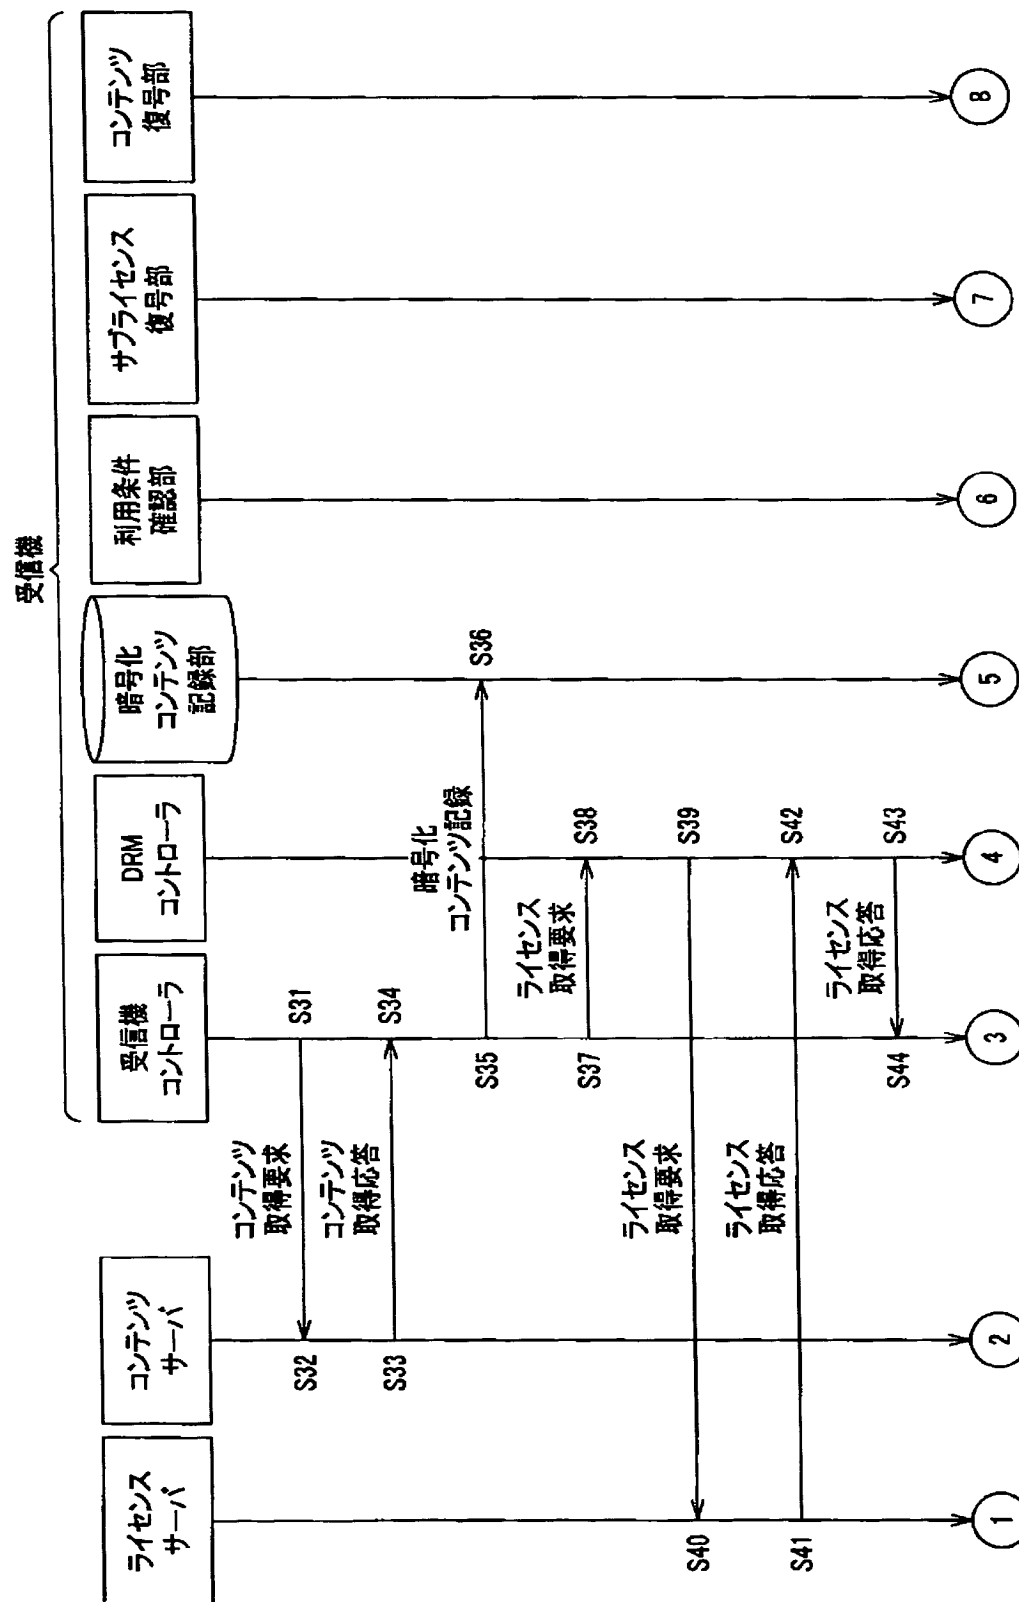 受信機
ライセンス
サーバ
コンテンツ
サーバ
受信機
コントローラ
DRM
コントローラ
暗号化
コンテンツ
記録部
利用条件
確認部
サブライセンス
復号部
コンテンツ
復号部
コンテンツ
取得要求
S31
S32
コンテンツ
取得応答
S33
S34
暗号化
コンテンツ記録
S35
S36
ライセンス
取得要求
S37
S38
ライセンス
取得要求
S39
S40
ライセンス
取得応答
S41
S42
ライセンス
取得応答
S43
S44
1
2
3
4
5
6
7
8